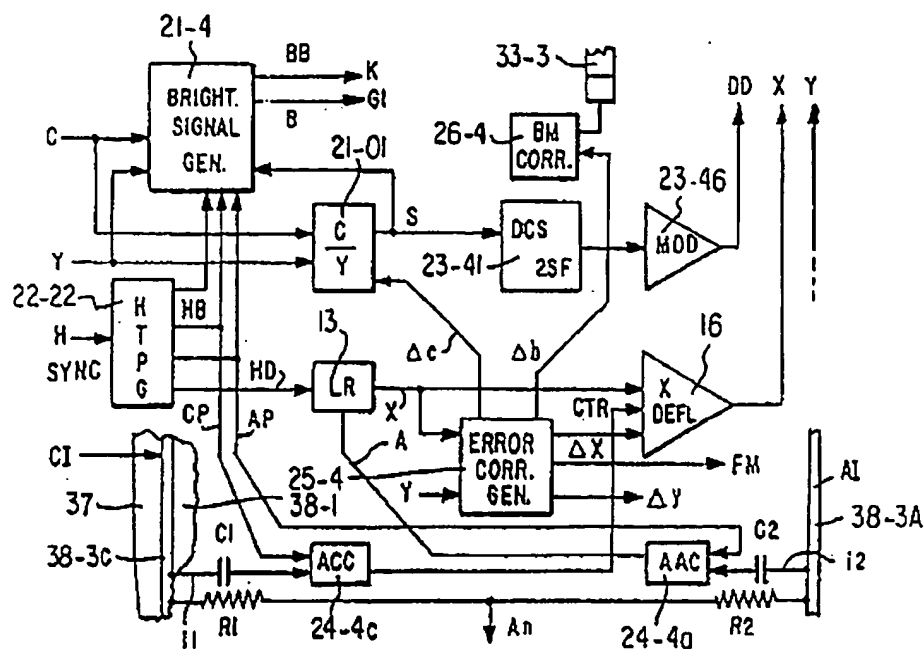 21-4
BB
K
33-3
BRIGHT.
SIGNAL
GEN.
B
G1
DD
X
Y
C
21-01
26-4
BM
CORR.
23-46
C
Y
S
DCS
2SF
MOD
Y
23-41
22-22
H
T
P
G
HB
H
SYNC
HD
13
LR
Δc
Δb
16
X
CTR
X
DEFL
CP
AP
A
ERROR
CORR.
GEN.
ΔX
CI
25-4
FM
AI
37
38-1
Y
ΔY
38-3A
38-3C
C1
C2
ACC
AAC
i2
i1
24-4c
24-4a
R1
An
R2